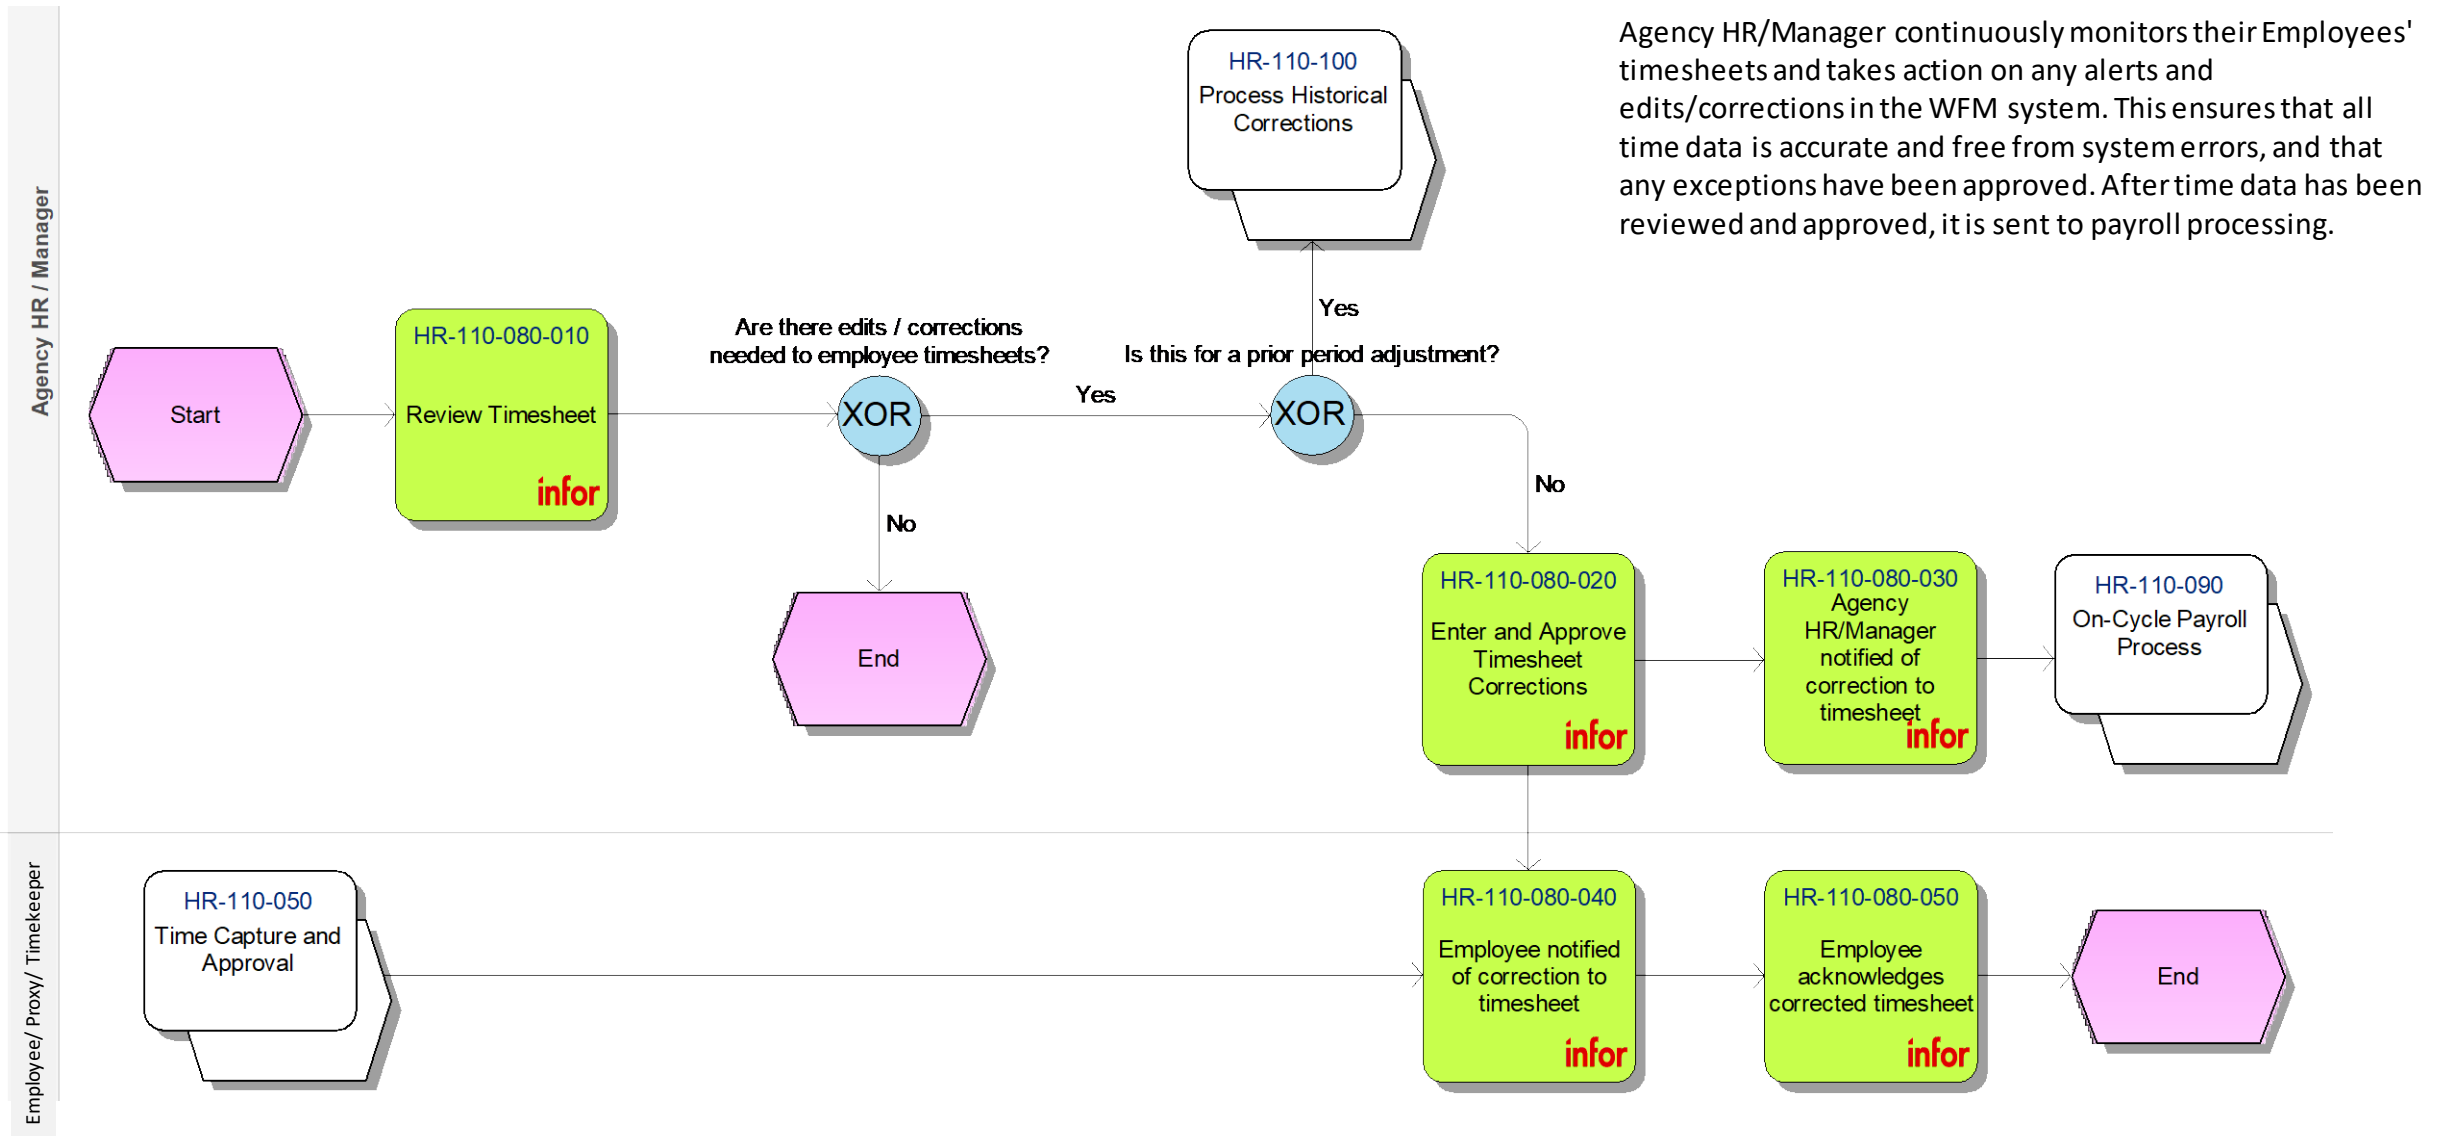 Agency HR/Manager continuously monitors their Employees'
timesheets and takes action on any alerts and
edits/corrections in the WFM system. This ensures that all
time data is accurate and free from system errors, and that
any exceptions have been approved. After time data has been
reviewed and approved, it is sent to payroll processing.
HR-110-100
Process Historical
Corrections
Agency HR / Manager
Start
HR-110-080-010
Review Timesheet
infor
Are there edits / corrections
needed to employee timesheets?
XOR
Yes
No
End
Is this for a prior period adjustment?
XOR
Yes
No
HR-110-080-020
Enter and Approve
Timesheet
Corrections
infor
HR-110-080-030
Agency
HR/Manager
notified of
correction to
timesheet
infor
HR-110-090
On-Cycle Payroll
Process
Employee/ Proxy/ Timekeeper
HR-110-050
Time Capture and
Approval
HR-110-080-040
Employee notified
of correction to
timesheet
infor
HR-110-080-050
Employee
acknowledges
corrected timesheet
infor
End